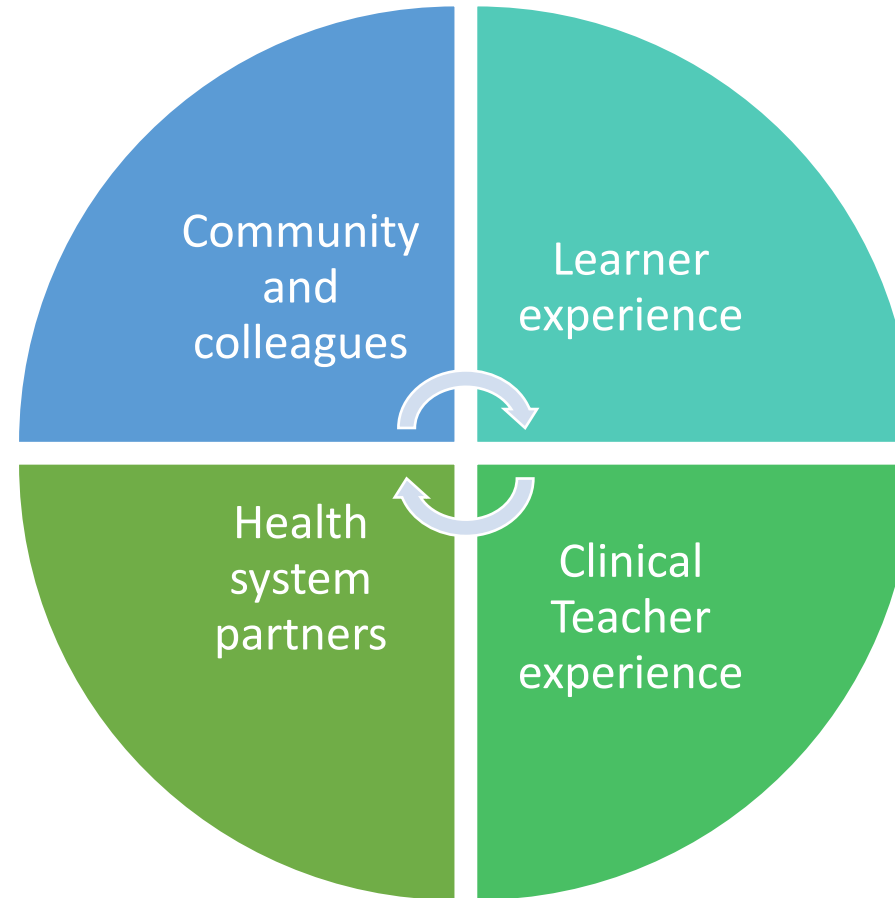 Community
and
colleagues
Learner
experience
Health
system
partners
Clinical
Teacher
experience